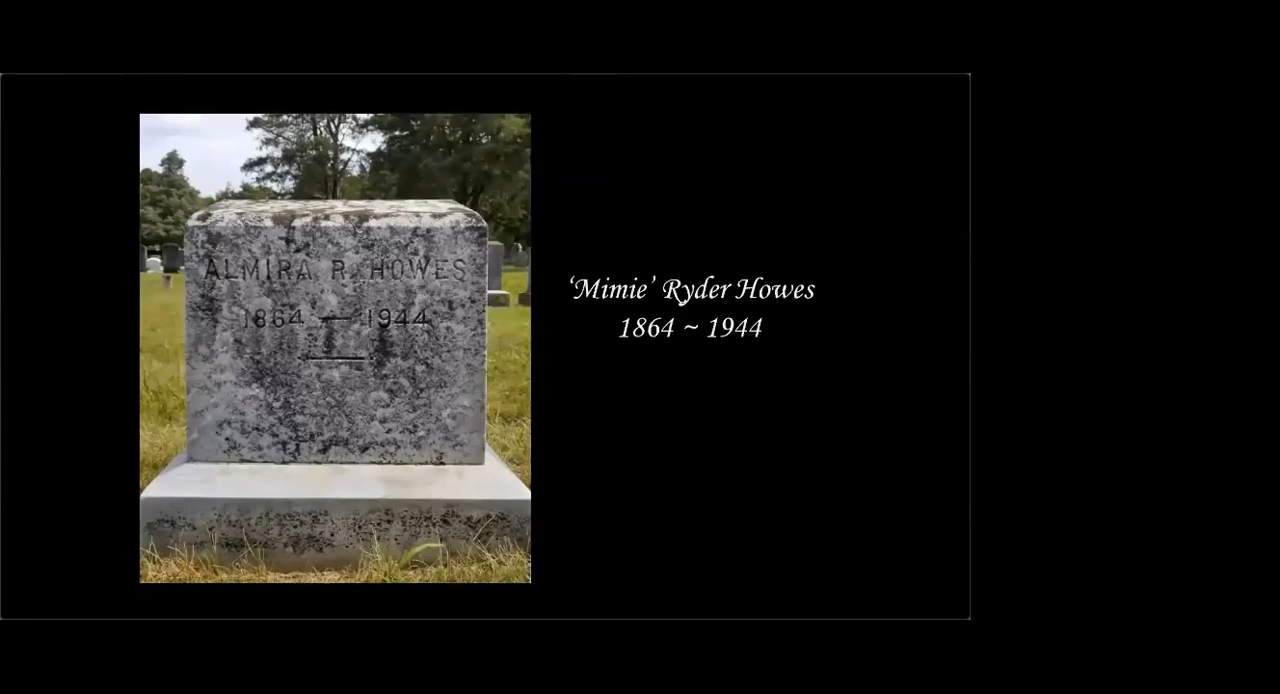 ALMIRA R. HOWES
1864 — 1944
‘Mimie’ Ryder Howes
1864 ~ 1944